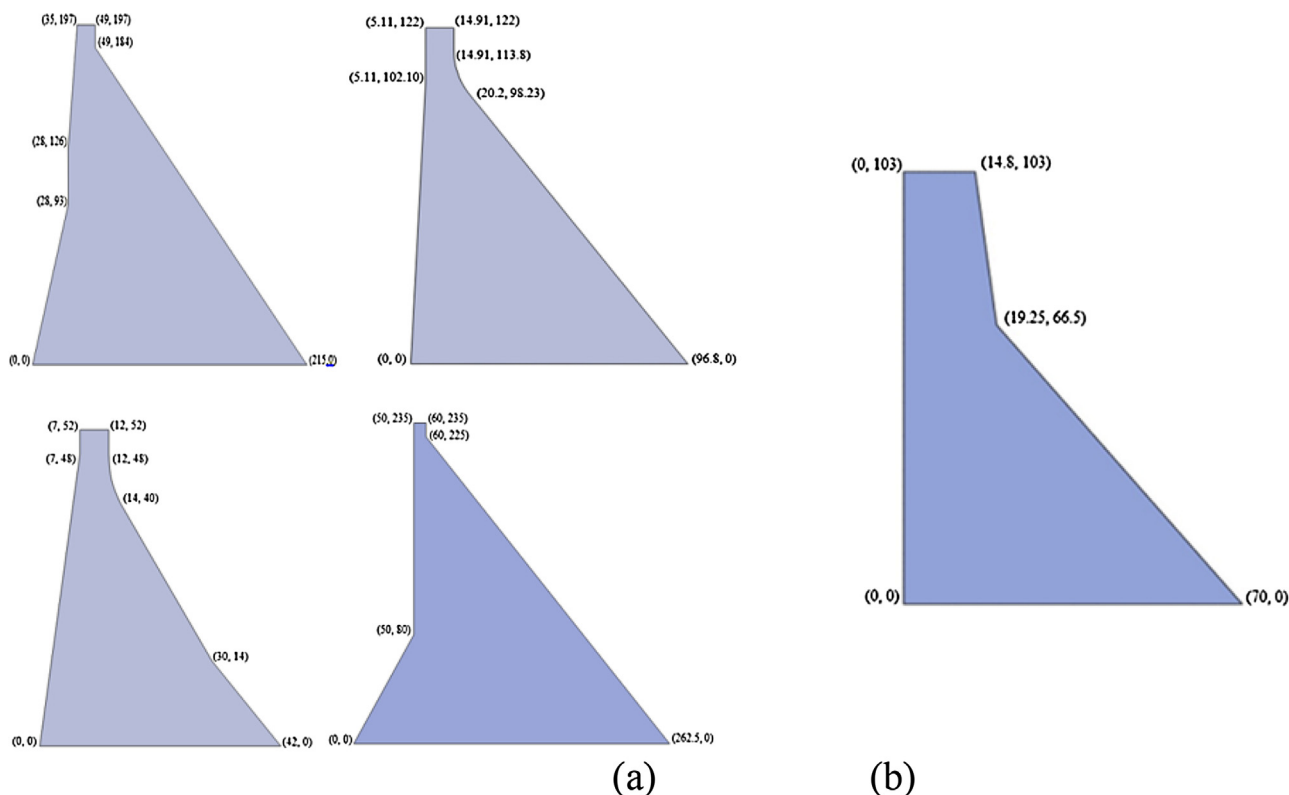 (35, 197) (49, 197)
(49, 184)
(28, 126)
(28, 93)
(0, 0) (215,0)
(5.11, 122) (14.91, 122)
(14.91, 113.8)
(5.11, 102.10)
(20.2, 98.23)
(0, 0) (96.8, 0)
(7, 52) (12, 52)
(7, 48) (12, 48)
(14, 40)
(30, 14)
(0, 0) (42, 0)
(50, 235) (60, 235)
(60, 225)
(50, 80)
(0, 0) (262.5, 0)
(0, 103) (14.8, 103)
(19.25, 66.5)
(0, 0) (70, 0)
(a) (b)